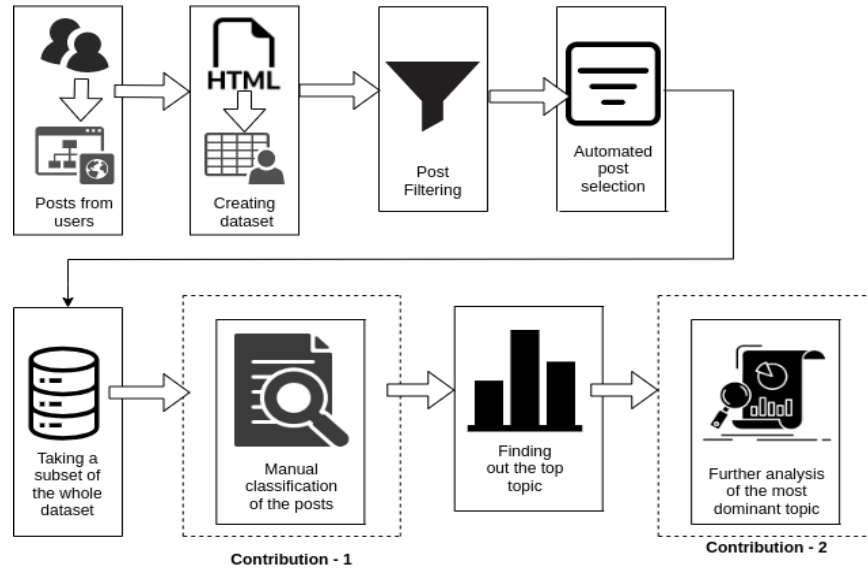 HTML
Posts from
users
Creating
dataset
Post
Filtering
Automated
post
selection
Taking a
subset of
the whole
dataset
Manual
classification
of the posts
Contribution - 1
Finding
out the top
topic
Further analysis
of the most
dominant topic
Contribution - 2